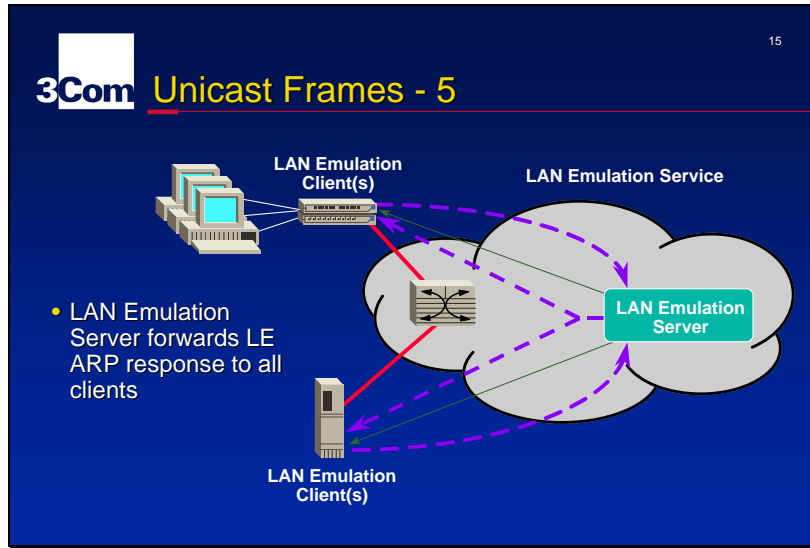 15
3Com
Unicast Frames - 5
LAN Emulation
Client(s)
LAN Emulation Service
• LAN Emulation
Server forwards LE
ARP response to all
clients
LAN Emulation
Server
LAN Emulation
Client(s)